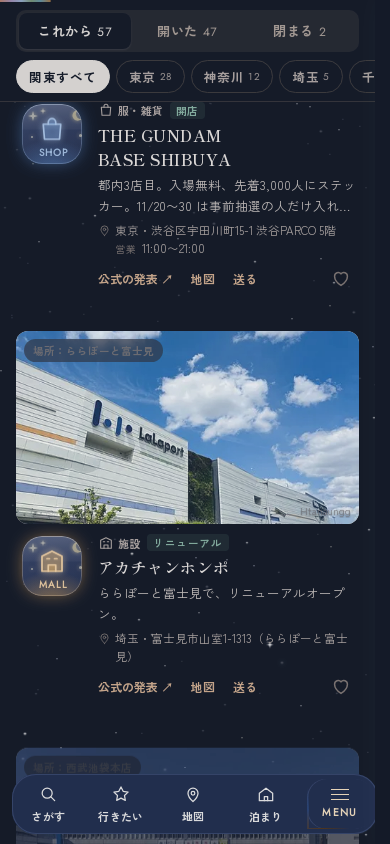 これから 57
開いた 47
閉まる 2
関東すべて
東京 28
神奈川 12
埼玉 5
千
服・雑貨 開店
SHOP
THE GUNDAM
BASE SHIBUYA
都内3店目。入場無料、先着3,000人にステッ
カー。11/20〜30 は事前抽選の人だけ入れ…
東京・渋谷区宇田川町15-1 渋谷PARCO 5階
営業 11:00〜21:00
公式の発表 ↗ 地図 送る
場所：ららぽーと富士見
LaLaport
施設 リニューアル
MALL
アカチャンホンポ
ららぽーと富士見で、リニューアルオープ
ン。
埼玉・富士見市山室1-1313（ららぽーと富士
見）
公式の発表 ↗ 地図 送る
場所：西武池袋本店
さがす
行きたい
地図
泊まり
MENU